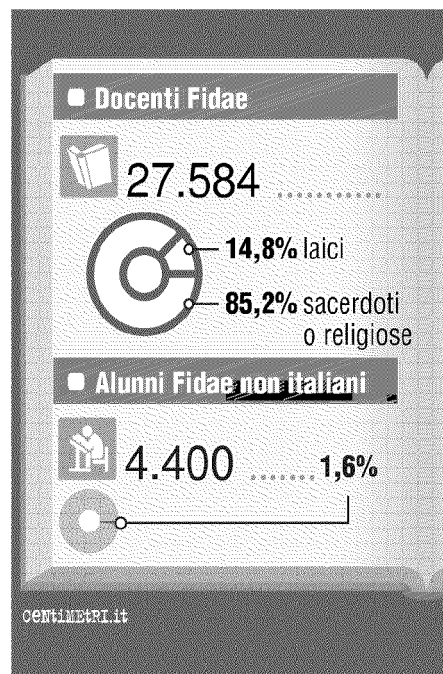 Docenti Fidae
27.584
14,8% laici
85,2% sacerdoti
o religiose
Alunni Fidae non italiani
4.400 1,6%
CeNtiMEtRI.it